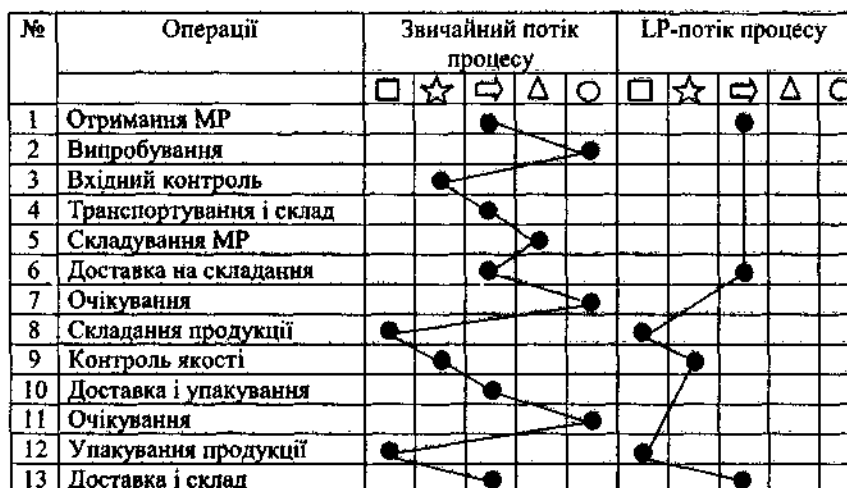 № Операції Звичайний потік процесу LP-потік процесу
1 Отримання МР
2 Випробування
3 Вхідний контроль
4 Транспортування і склад
5 Складування МР
6 Доставка на складання
7 Очікування
8 Складання продукції
9 Контроль якості
10 Доставка і упакування
11 Очікування
12 Упакування продукції
13 Доставка і склад